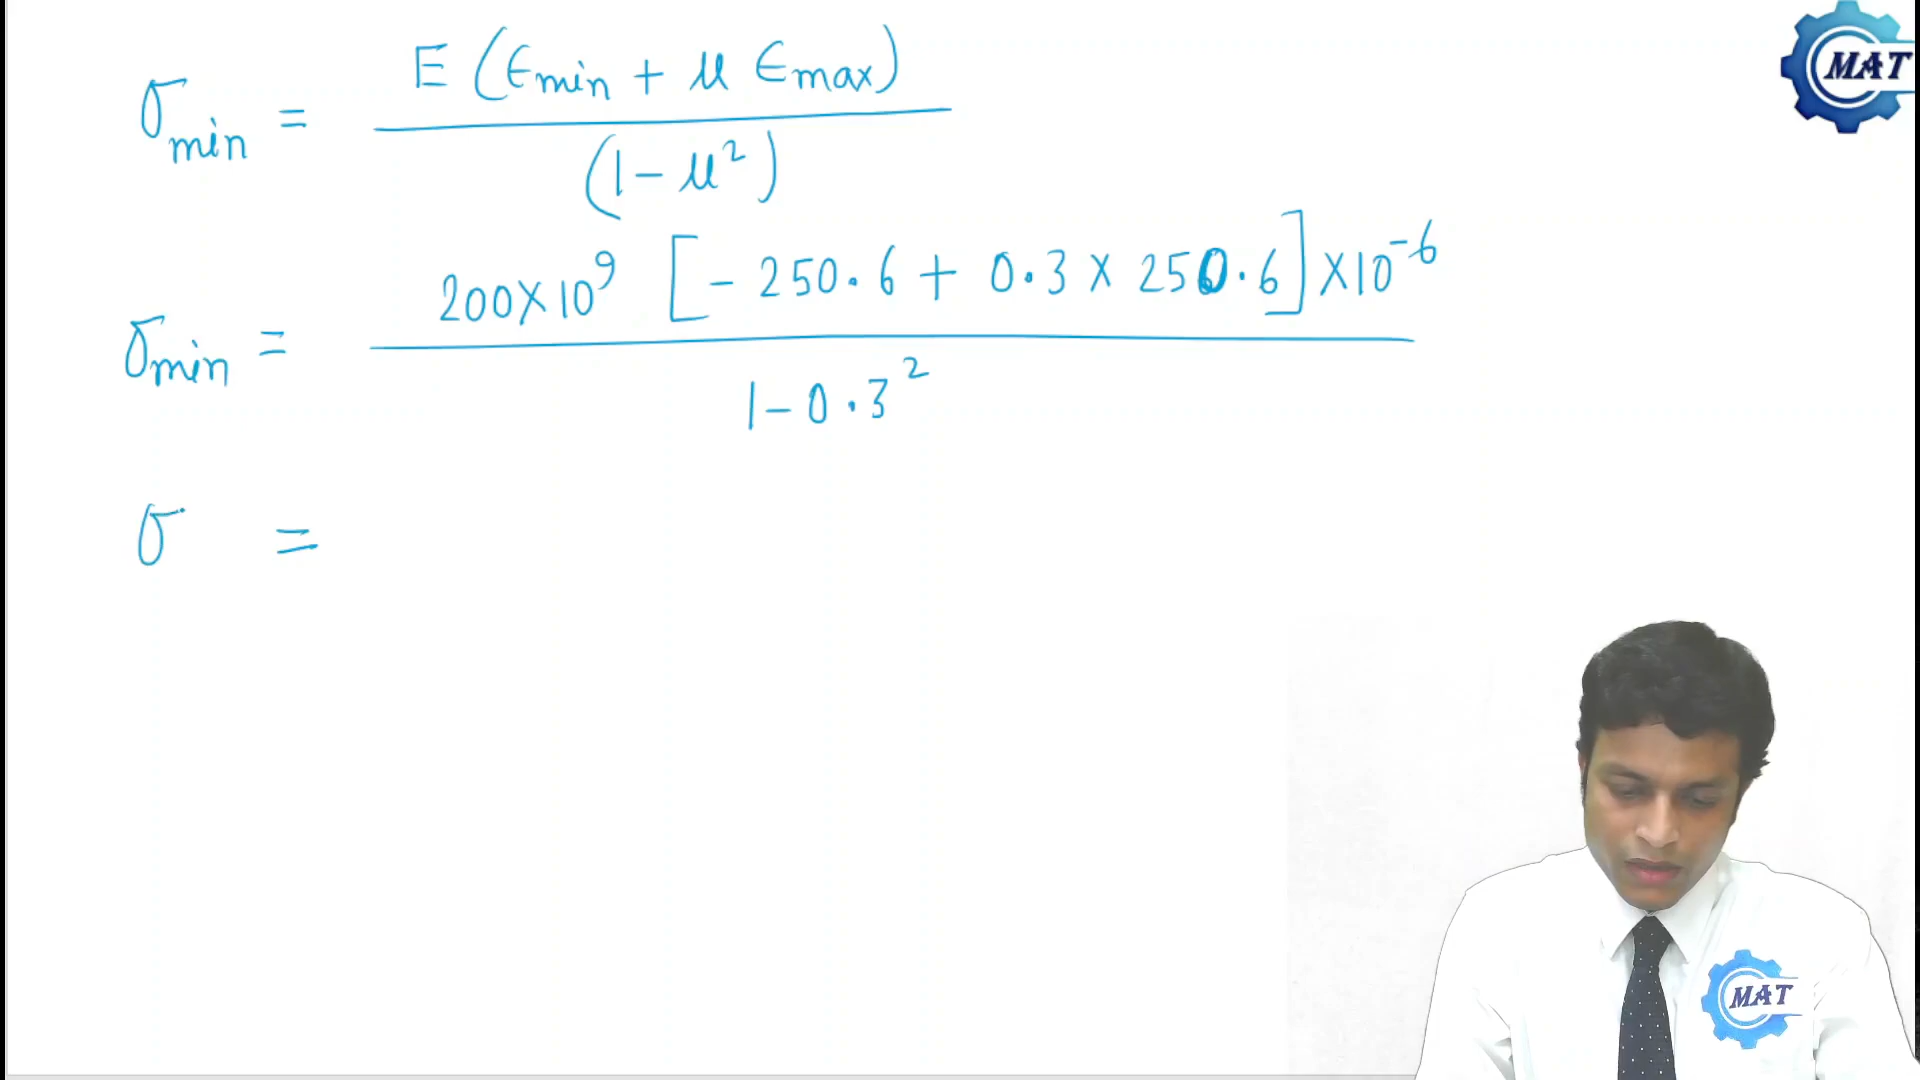 σmin = E (ϵmin + μ ϵmax) / (1 - μ²)
MAT
σmin = 200×10⁹ [- 250.6 + 0.3 × 250.6] ×10⁻⁶ / 1 - 0.3²
σ =
MAT